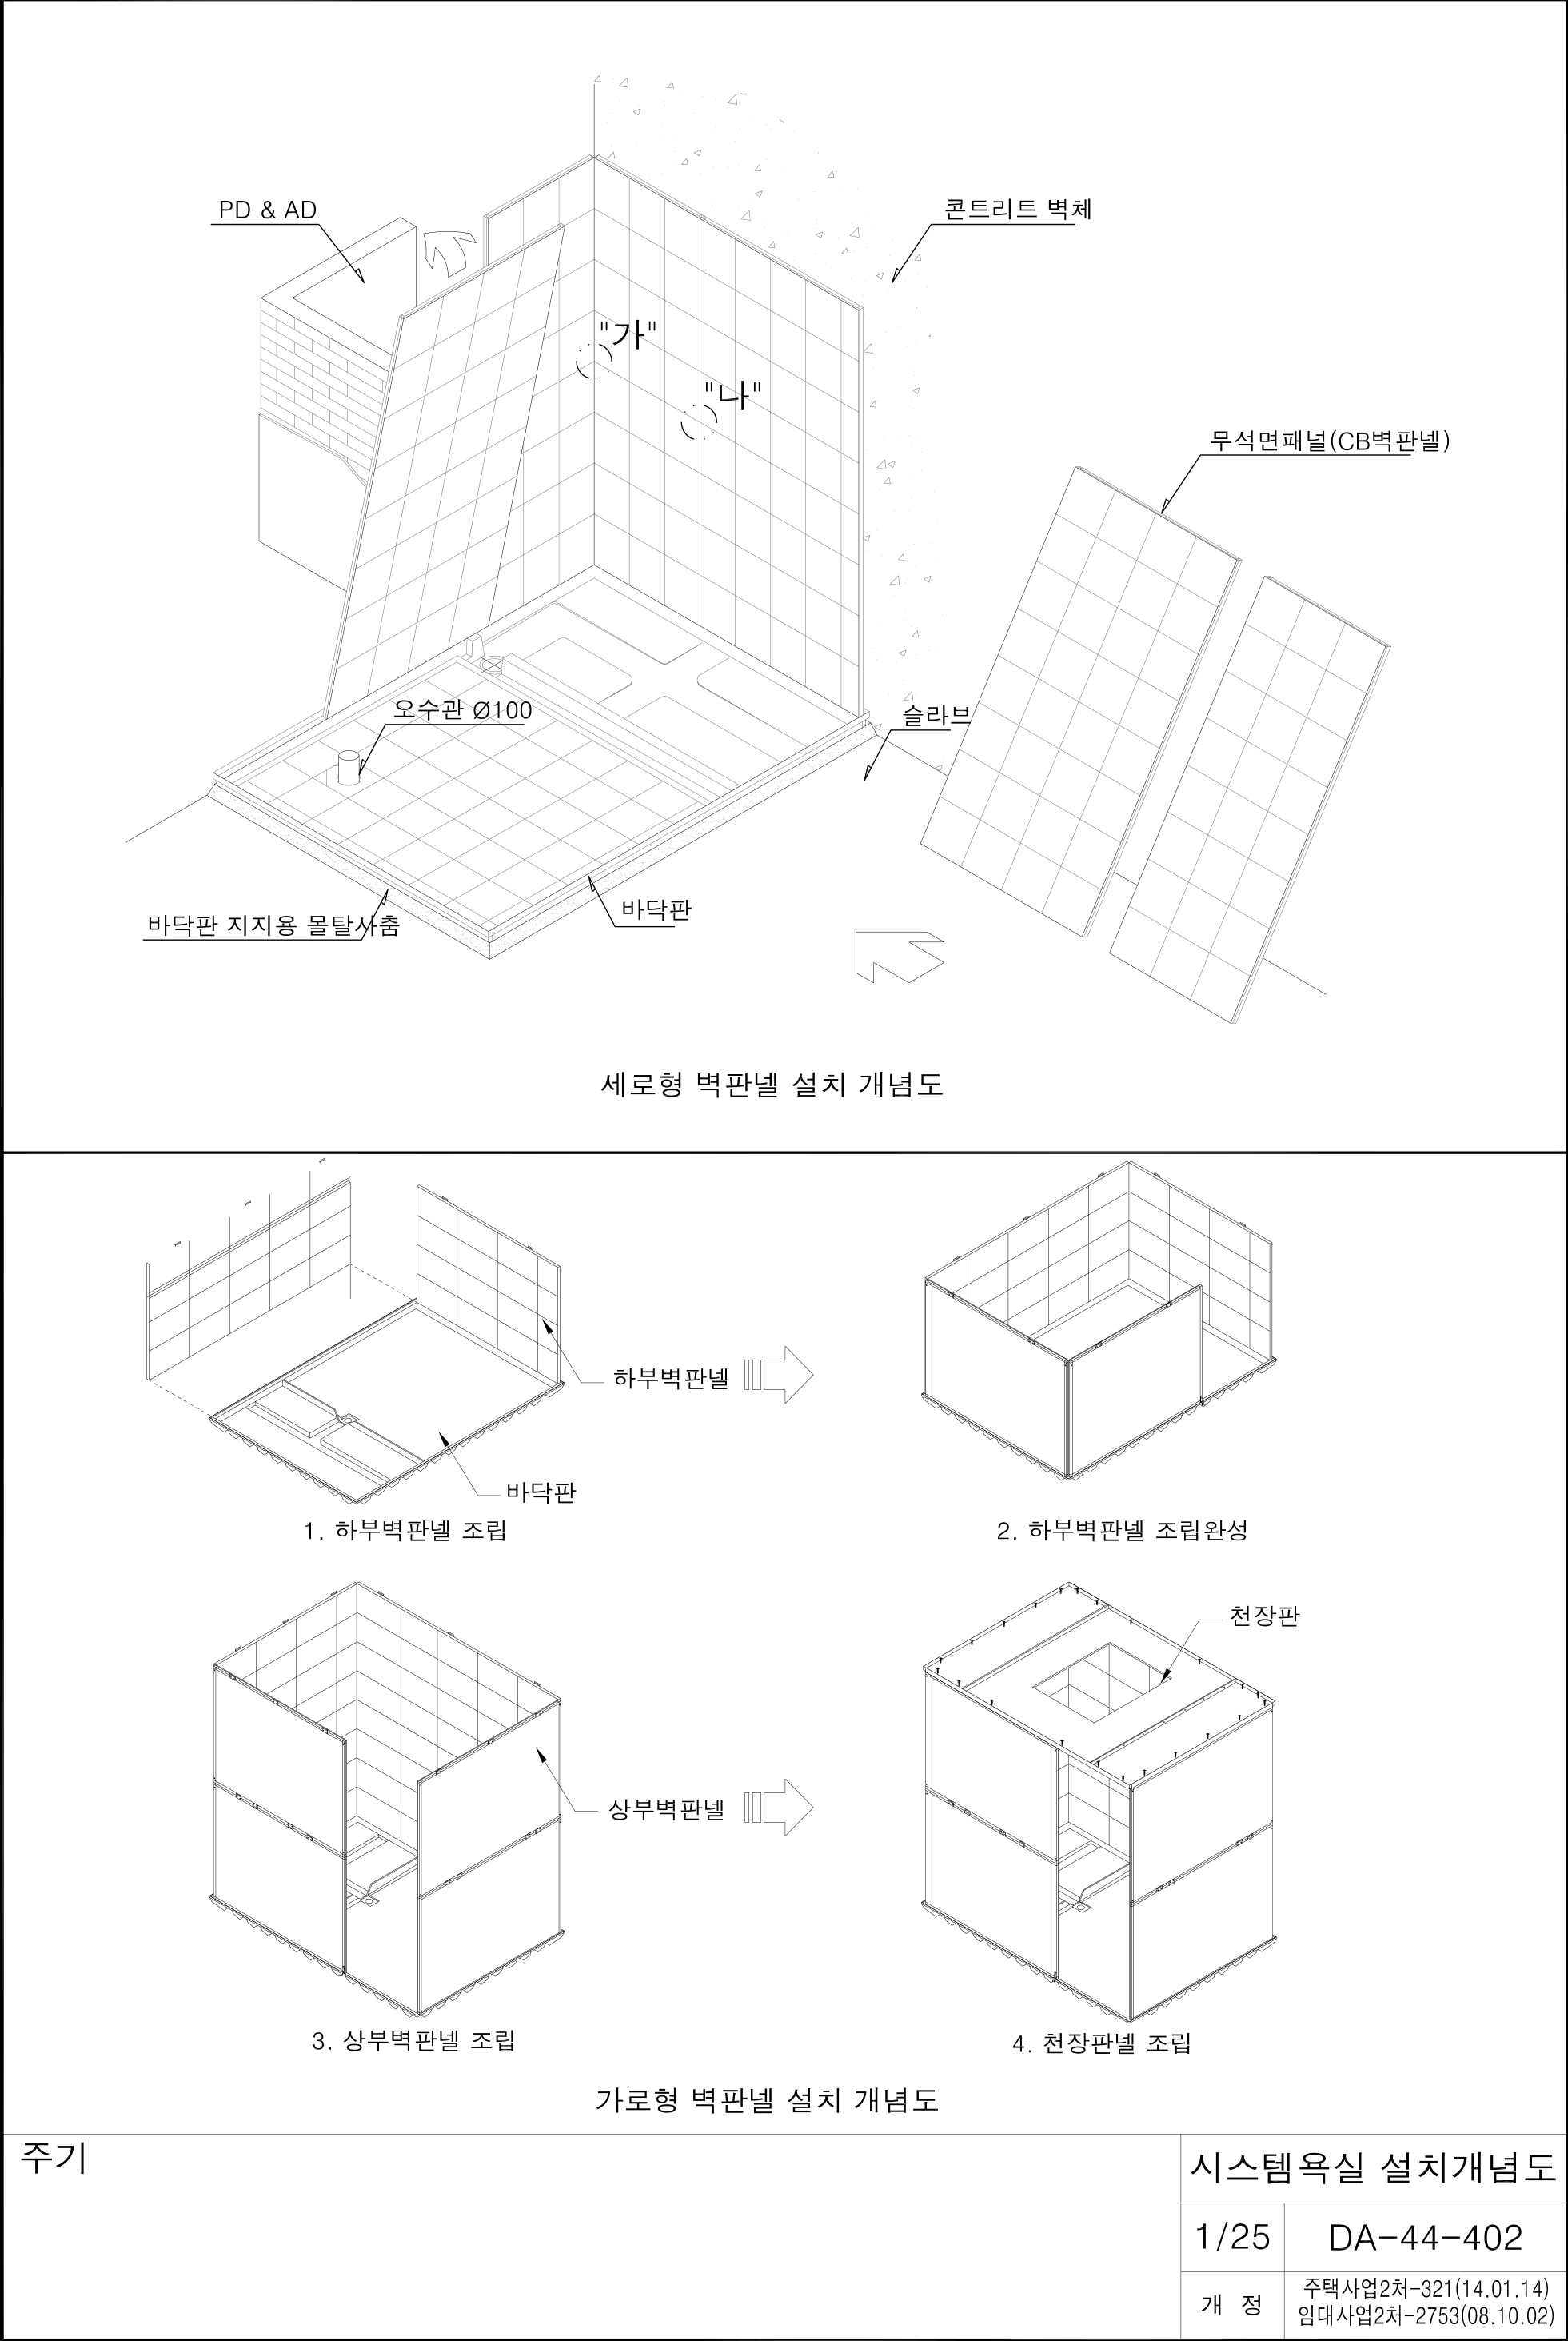 PD & AD
콘트리트 벽체
"가"
"나"
무석면패널(CB벽판넬)
오수관 Ø100
슬라브
바닥판
바닥판 지지용 몰탈사춤
세로형 벽판넬 설치 개념도
하부벽판넬
바닥판
1. 하부벽판넬 조립
2. 하부벽판넬 조립완성
천장판
상부벽판넬
3. 상부벽판넬 조립
4. 천장판넬 조립
가로형 벽판넬 설치 개념도
주기
시스템욕실 설치개념도
1/25
DA-44-402
개 정
주택사업2처-321(14.01.14)
임대사업2처-2753(08.10.02)